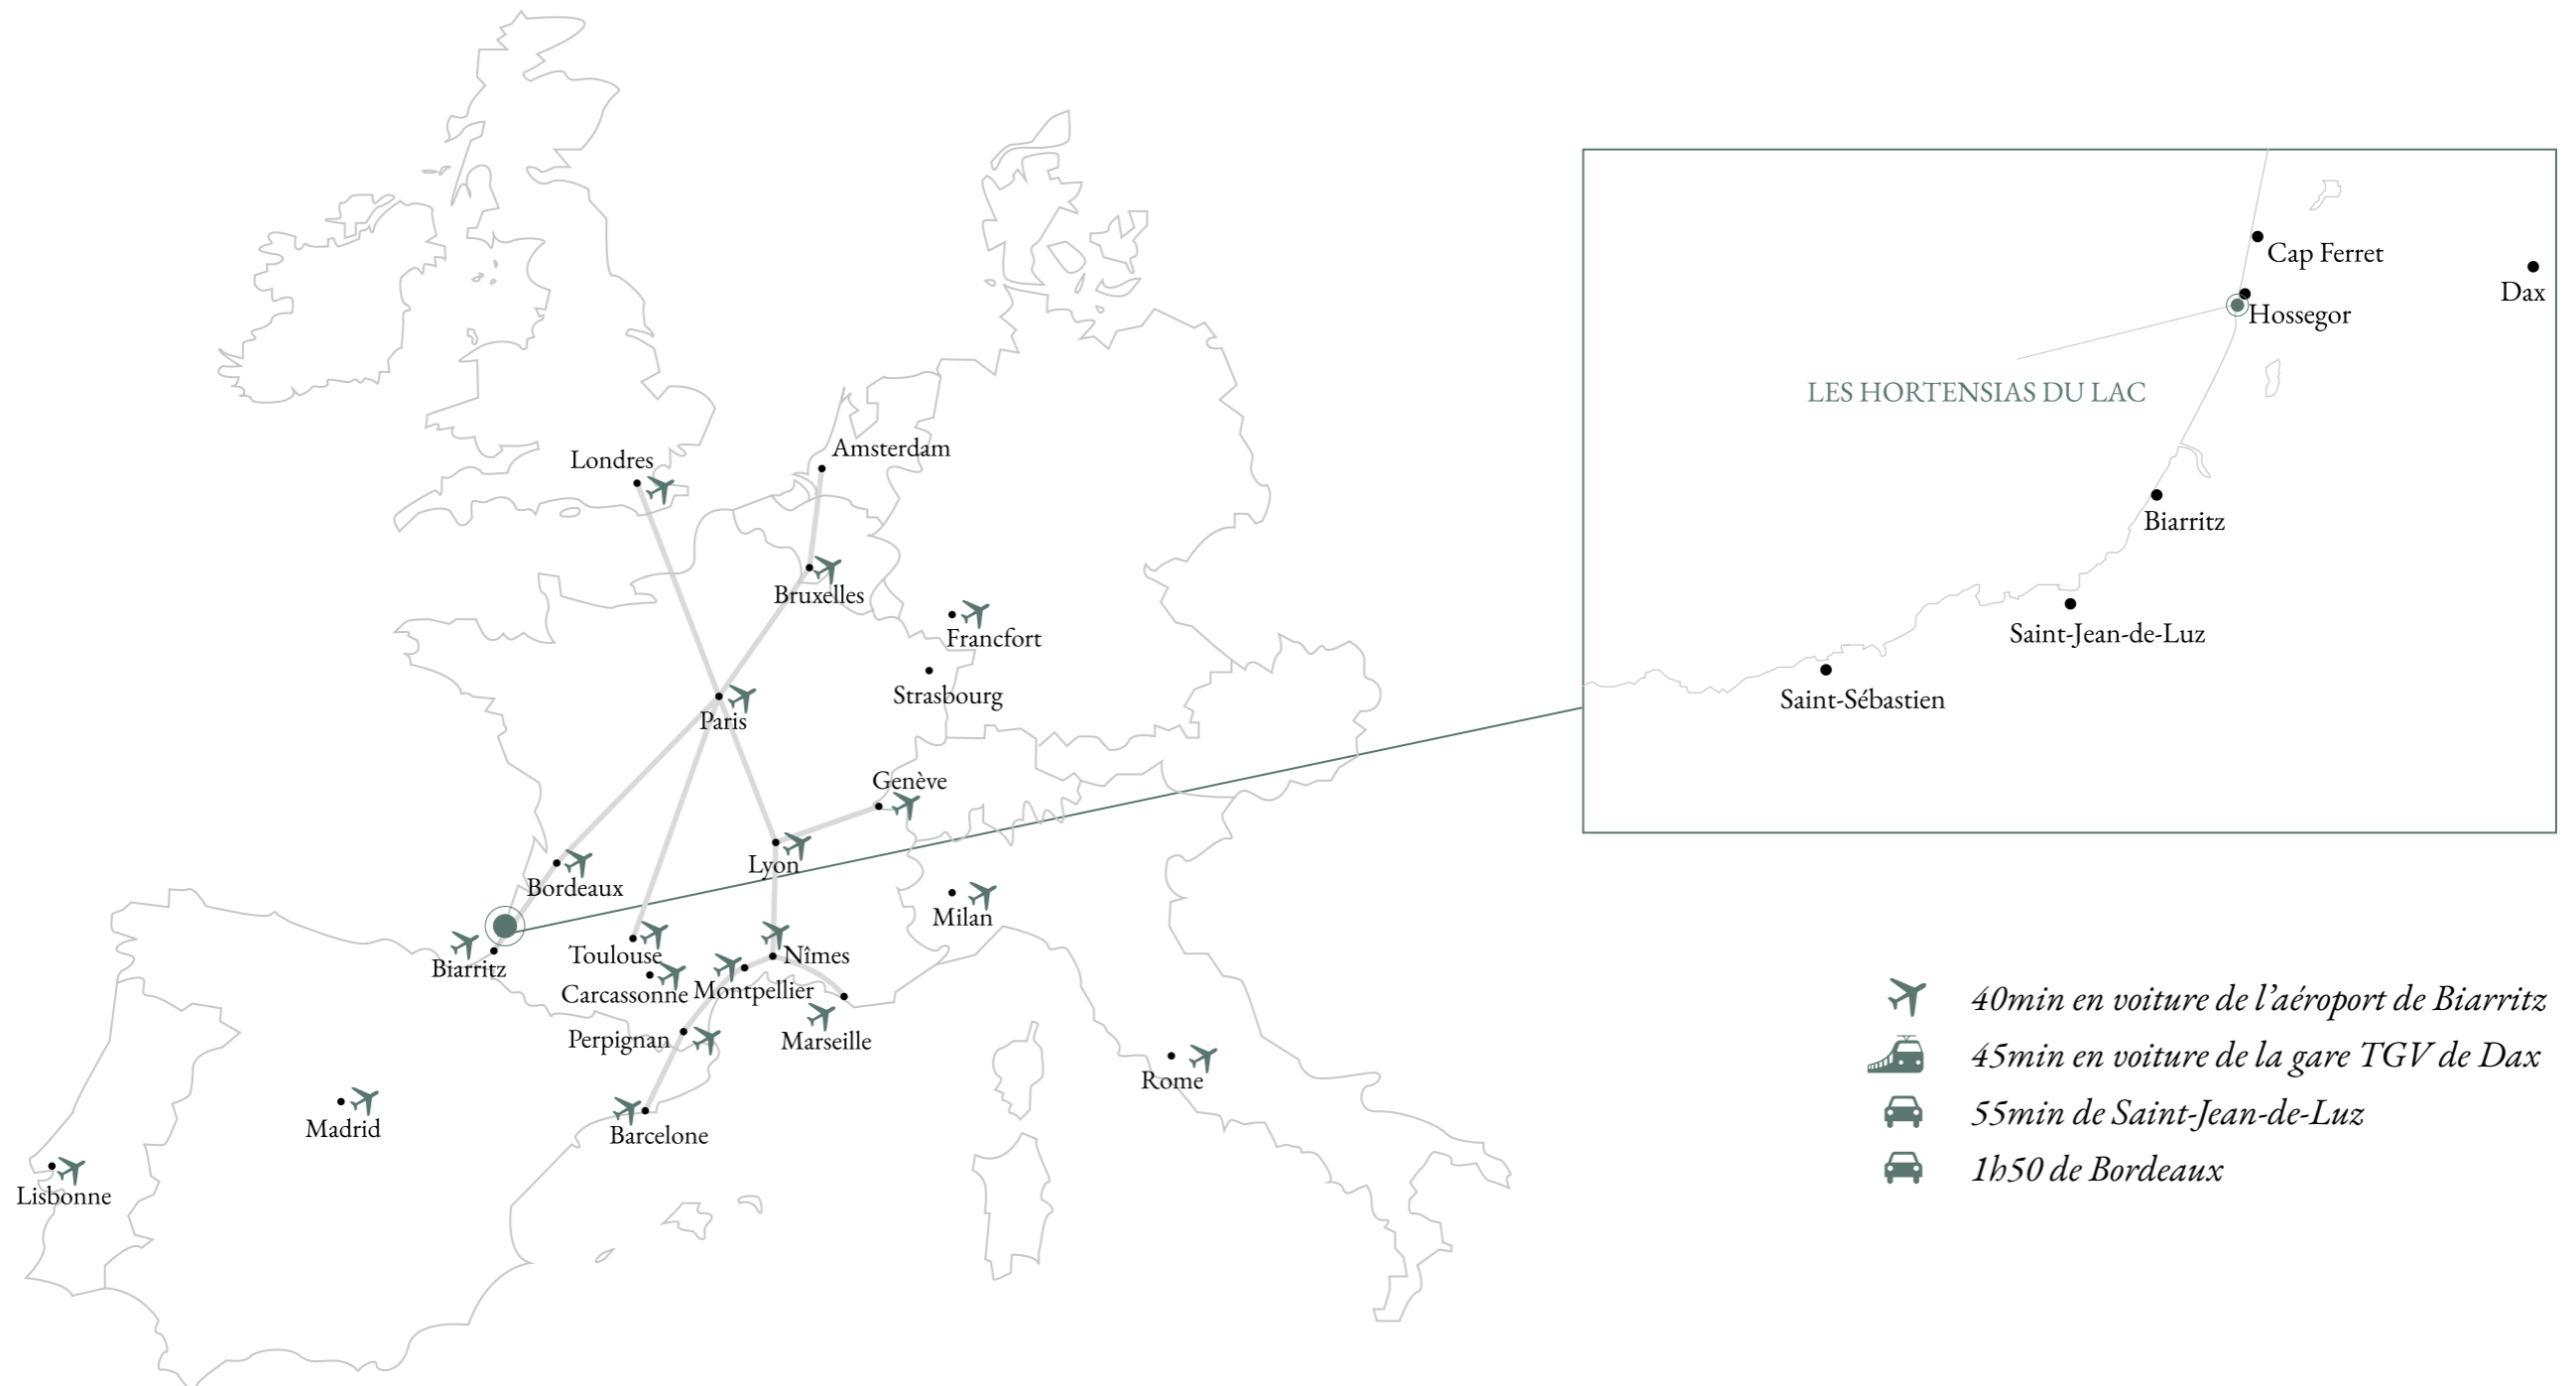 Londres
Amsterdam
Bruxelles
Francfort
Strasbourg
Paris
Genève
Lyon
Bordeaux
Milan
Biarritz
Toulouse
Nîmes
Carcassonne
Montpellier
Perpignan
Marseille
Rome
Madrid
Barcelone
Lisbonne
Cap Ferret
Dax
Hossegor
LES HORTENSIAS DU LAC
Biarritz
Saint-Jean-de-Luz
Saint-Sébastien
40min en voiture de l’aéroport de Biarritz
45min en voiture de la gare TGV de Dax
55min de Saint-Jean-de-Luz
1h50 de Bordeaux